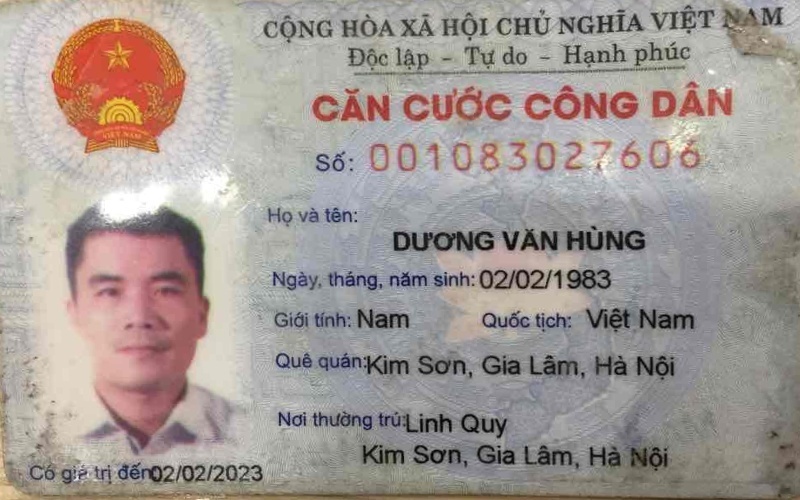 CỘNG HÒA XÃ HỘI CHỦ NGHĨA VIỆT NAM
Độc lập - Tự do - Hạnh phúc
CĂN CƯỚC CÔNG DÂN
Số: 001083027606
Họ và tên:
DƯƠNG VĂN HÙNG
Ngày, tháng, năm sinh: 02/02/1983
Giới tính: Nam Quốc tịch: Việt Nam
Quê quán: Kim Sơn, Gia Lâm, Hà Nội
Nơi thường trú: Linh Quy
Kim Sơn, Gia Lâm, Hà Nội
Có giá trị đến: 02/02/2023
VIỆT NAM